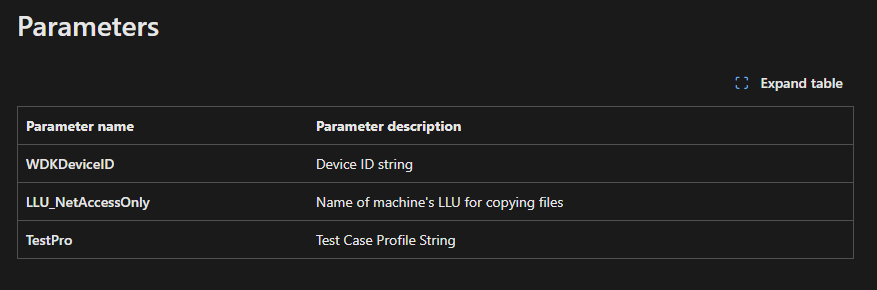 Parameters
Expand table
Parameter name Parameter description
WDKDeviceID Device ID string
LLU_NetAccessOnly Name of machine's LLU for copying files
TestPro Test Case Profile String